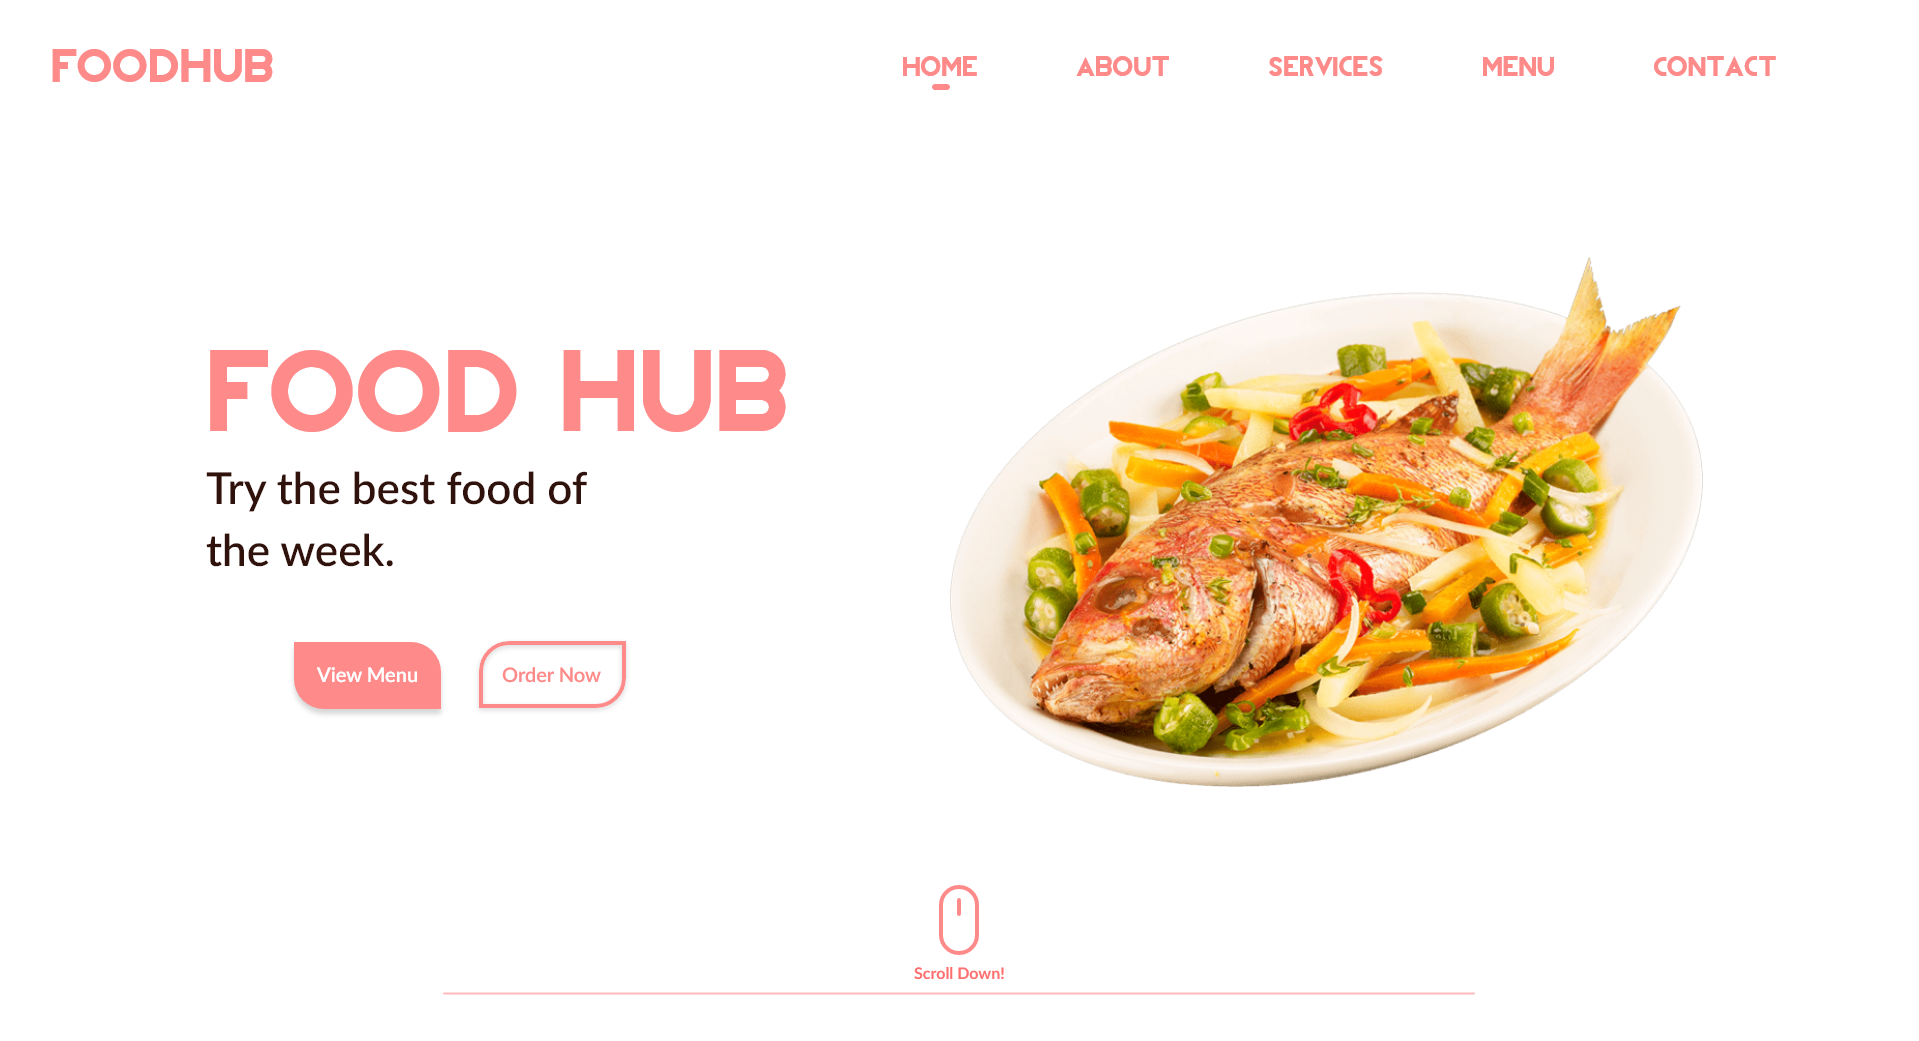 FOODHUB
HOME ABOUT SERVICES MENU CONTACT
FOOD HUB
Try the best food of
the week.
View Menu Order Now
Scroll Down!